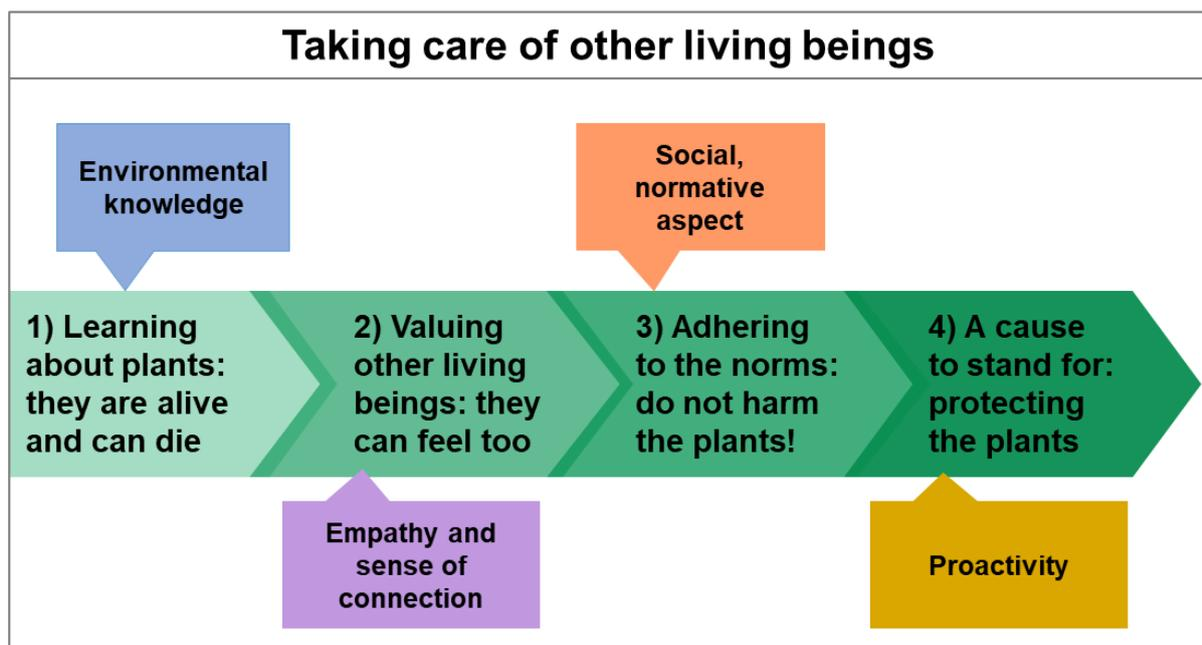 Taking care of other living beings
Environmental
knowledge
Social,
normative
aspect
1) Learning
about plants:
they are alive
and can die
2) Valuing
other living
beings: they
can feel too
3) Adhering
to the norms:
do not harm
the plants!
4) A cause
to stand for:
protecting
the plants
Empathy and
sense of
connection
Proactivity